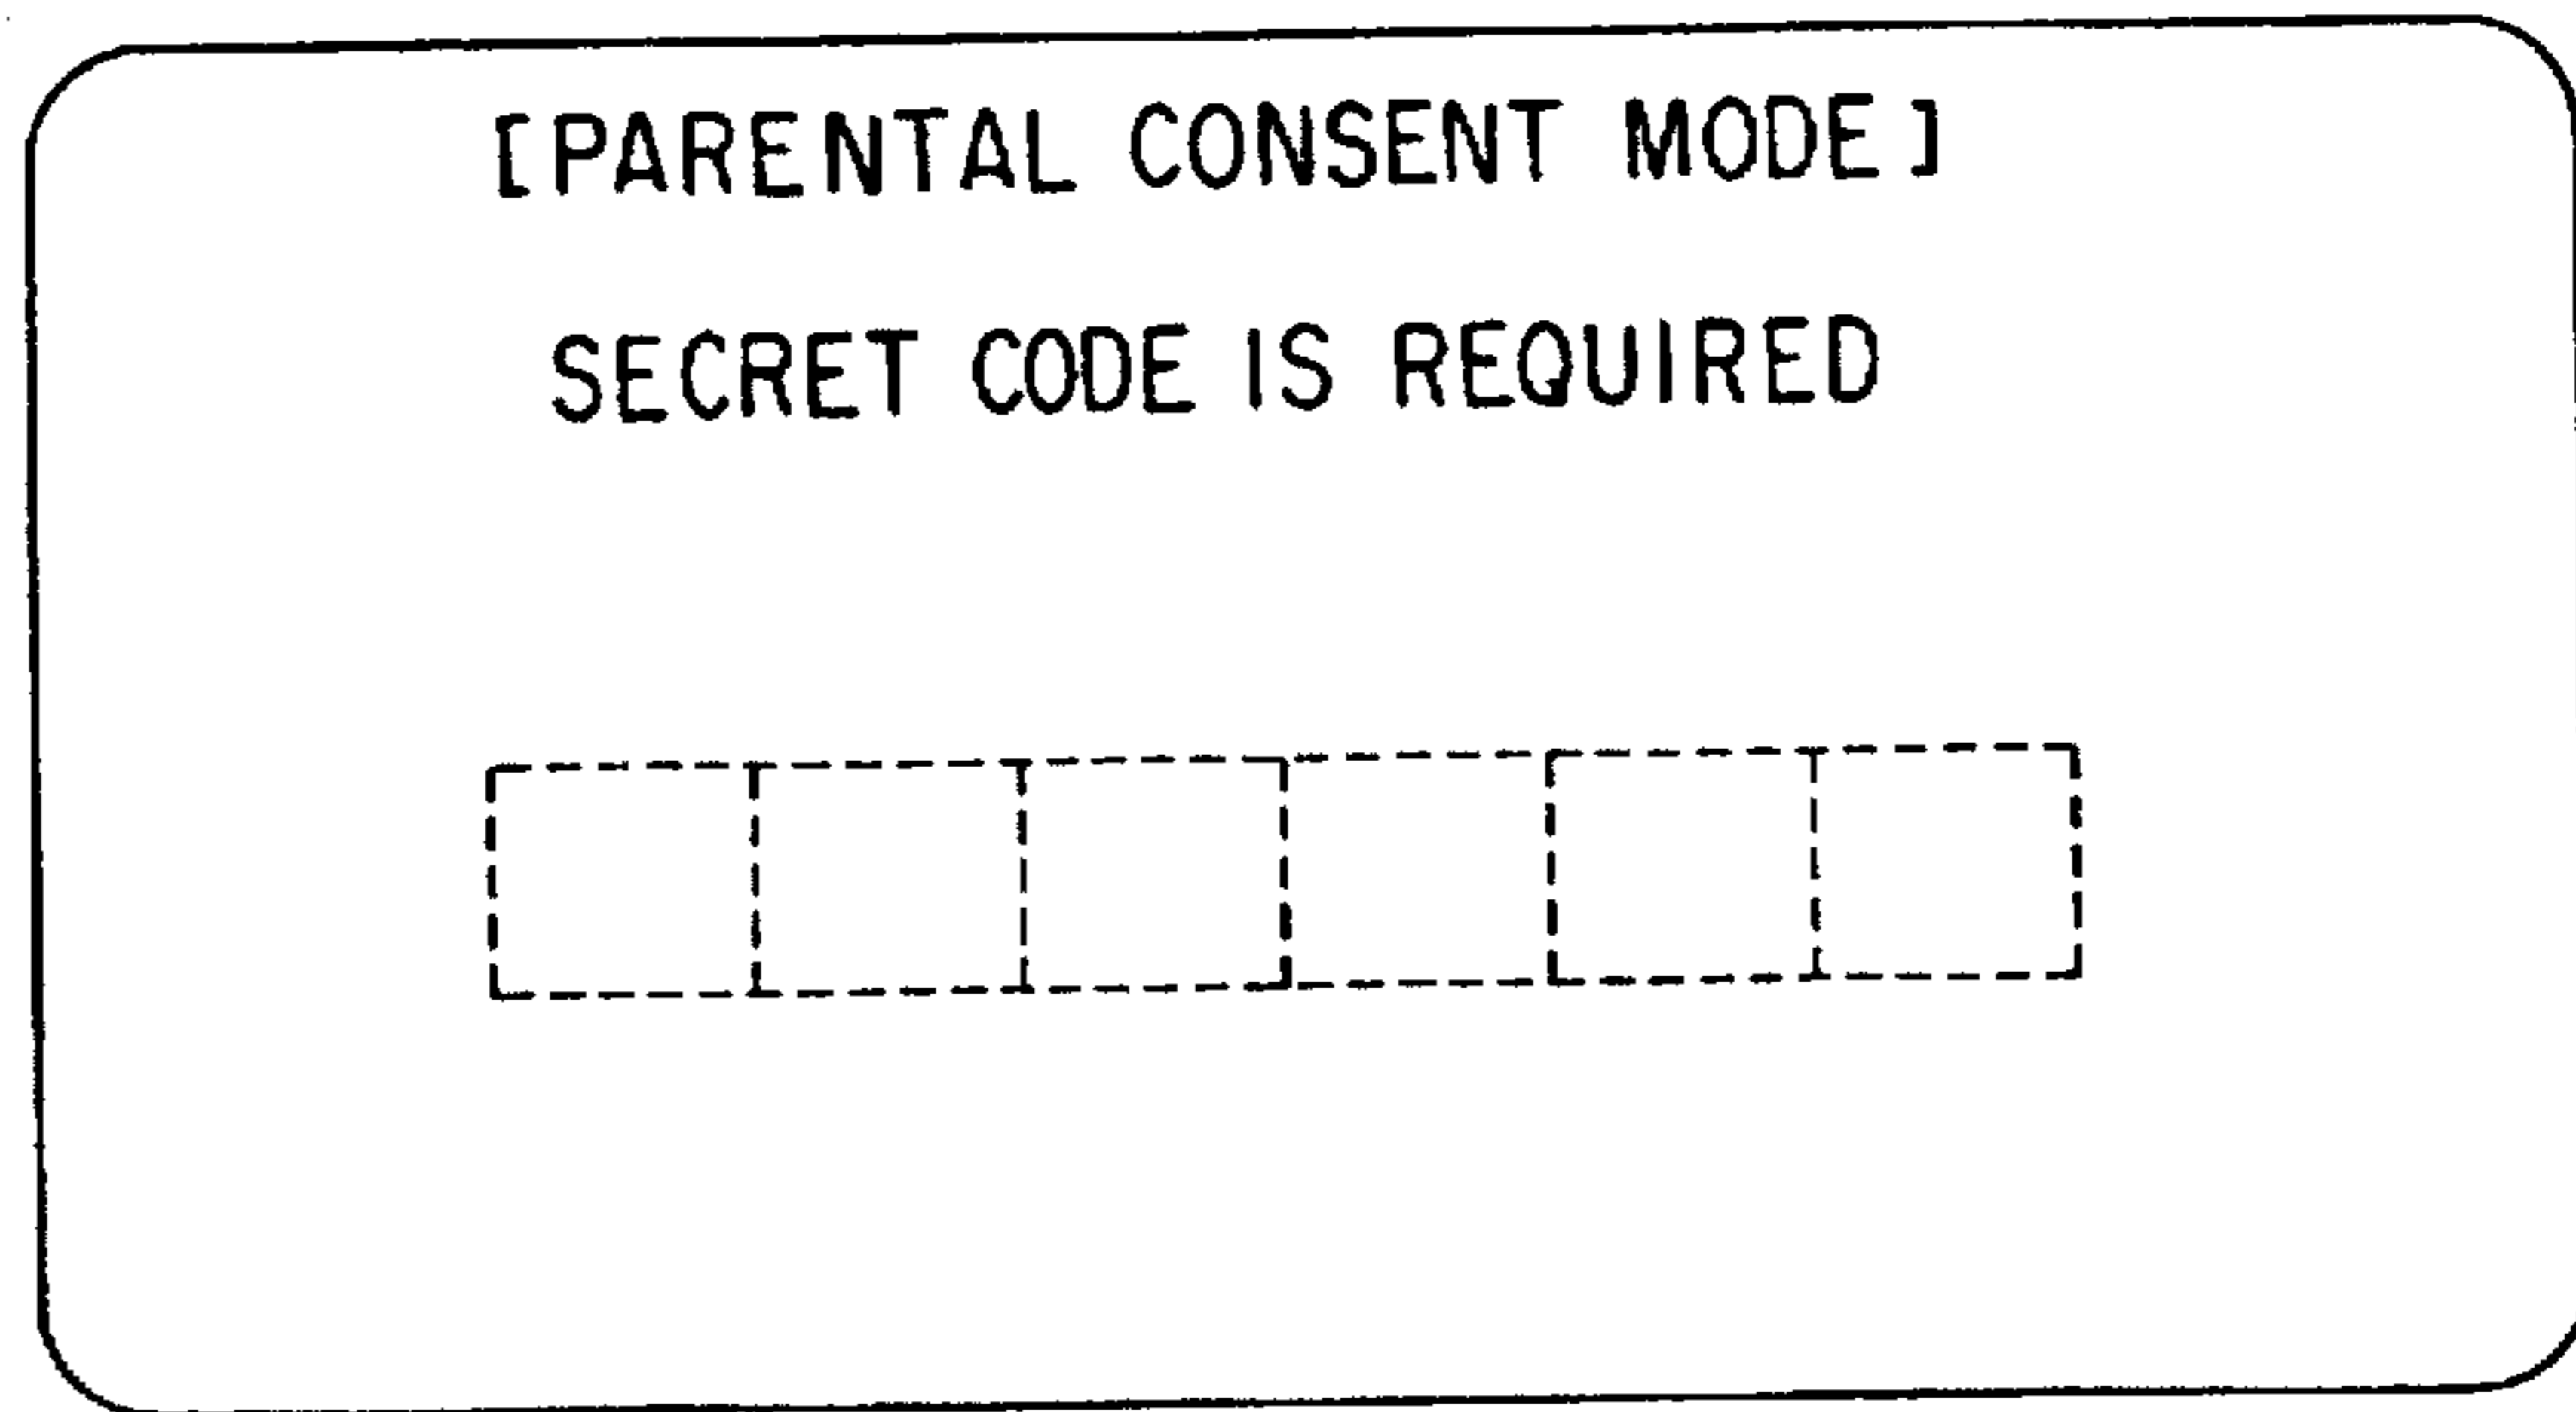 [PARENTAL CONSENT MODE]
SECRET CODE IS REQUIRED